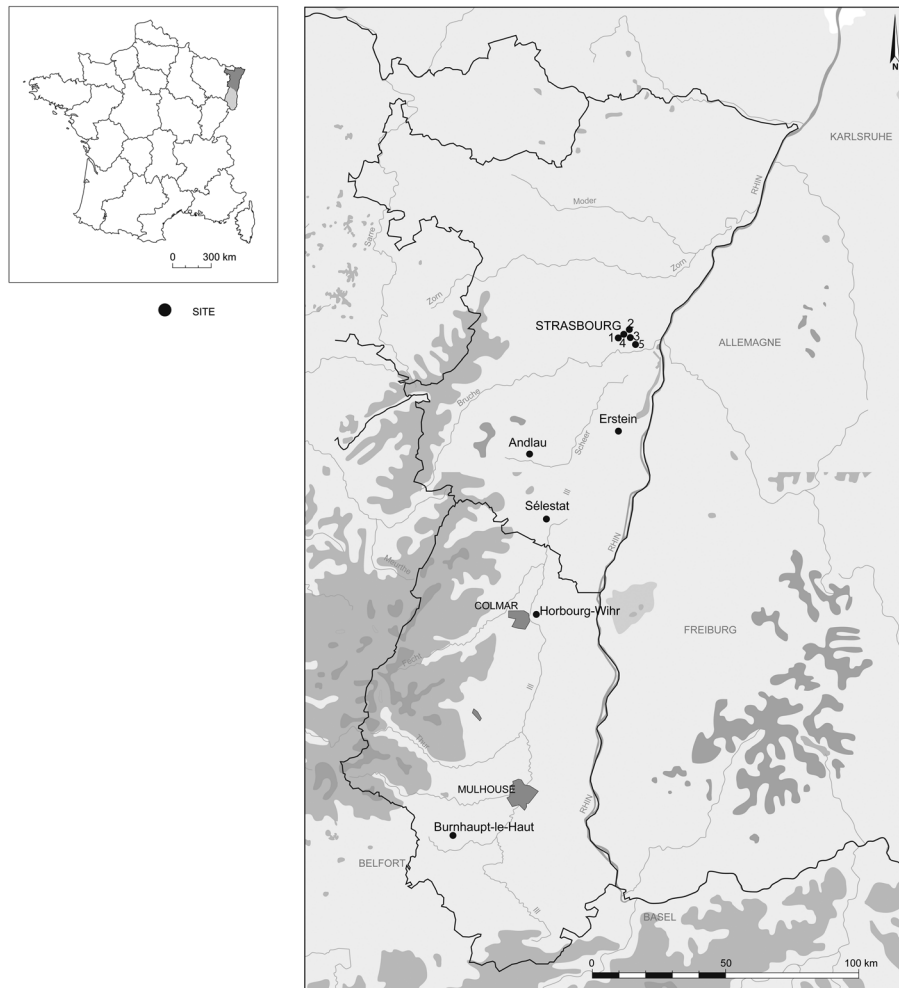 0 300 km
SITE
N
KARLSRUHE
RHIN
Moder
Sarre
Zorn
Zorn
STRASBOURG
2
1
3
4
5
ALLEMAGNE
Bruche
Erstein
Scheer
Andlau
Ill
Sélestat
RHIN
Meurthe
COLMAR
Horbourg-Wihr
FREIBURG
Fecht
Ill
Thur
MULHOUSE
RHIN
Burnhaupt-le-Haut
BELFORT
Ill
BASEL
0 50 100 km